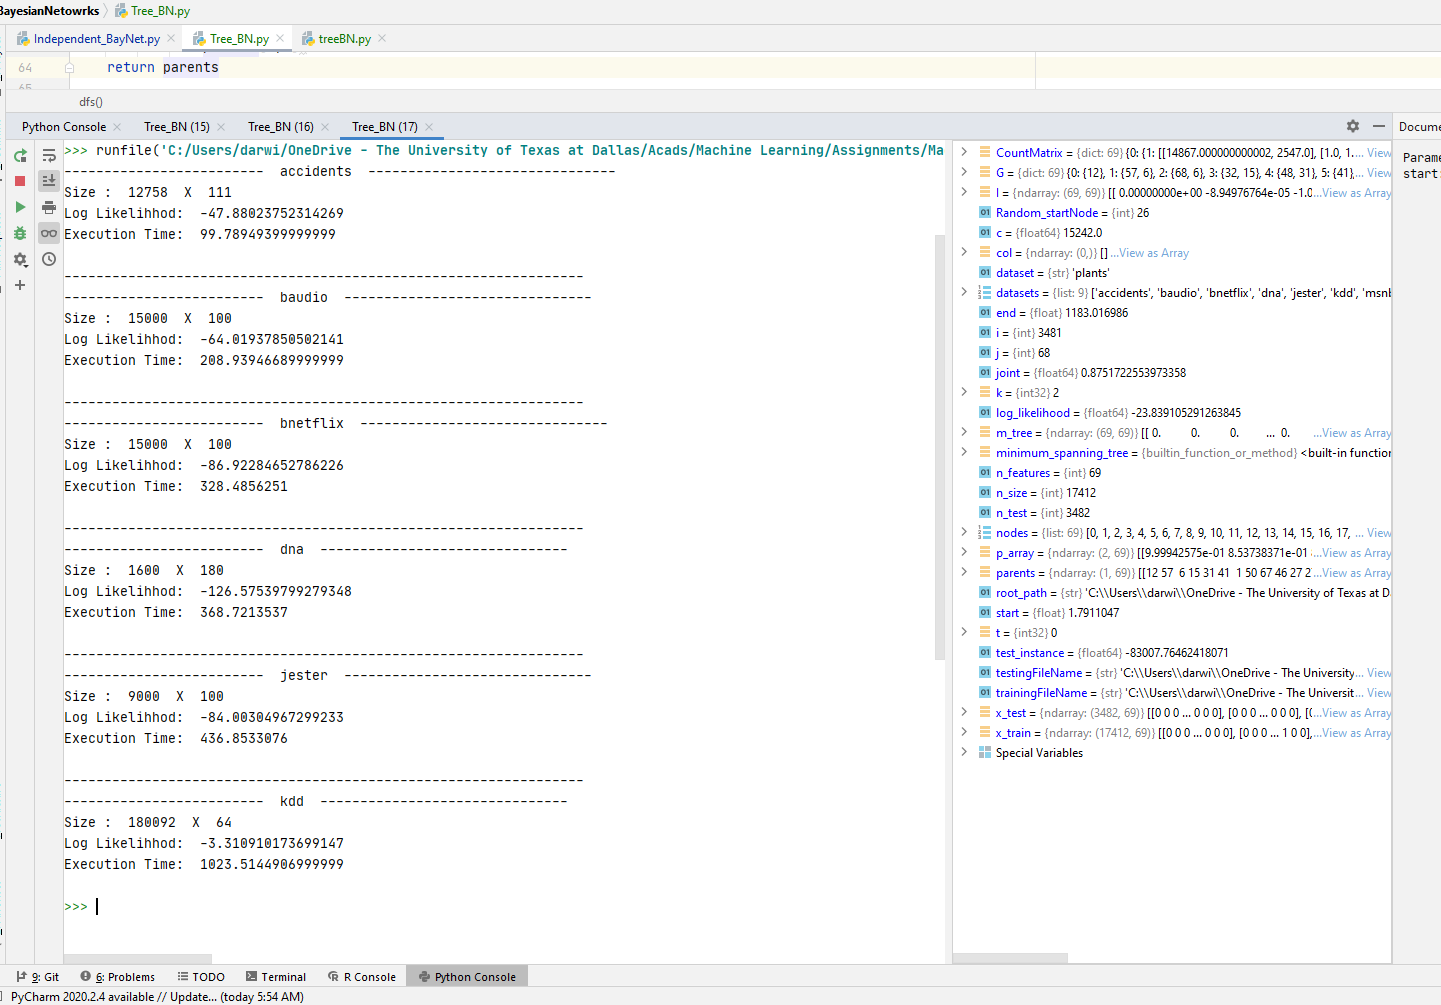 BayesianNetowrks
Tree_BN.py
Independent_BayNet.py
Tree_BN.py
treeBN.py
64
return parents
65
dfs()
Python Console
Tree_BN (15)
Tree_BN (16)
Tree_BN (17)
Docume
>>> runfile('C:/Users/darwi/OneDrive - The University of Texas at Dallas/Acads/Machine Learning/Assignments/Ma
------------------------- accidents -------------------------------
Size : 12758 X 111
Log Likelihhod: -47.88023752314269
Execution Time: 99.78949399999999
-----------------------------------------------------------------
------------------------- baudio -------------------------------
Size : 15000 X 100
Log Likelihhod: -64.01937850502141
Execution Time: 208.93946689999999
-----------------------------------------------------------------
------------------------- bnetflix -------------------------------
Size : 15000 X 100
Log Likelihhod: -86.92284652786226
Execution Time: 328.4856251
-----------------------------------------------------------------
------------------------- dna -------------------------------
Size : 1600 X 180
Log Likelihhod: -126.57539799279348
Execution Time: 368.7213537
-----------------------------------------------------------------
------------------------- jester -------------------------------
Size : 9000 X 100
Log Likelihhod: -84.00304967299233
Execution Time: 436.8533076
-----------------------------------------------------------------
------------------------- kdd -------------------------------
Size : 180092 X 64
Log Likelihhod: -3.310910173699147
Execution Time: 1023.5144906999999
>>>
CountMatrix = {dict: 69} {0: {1: [[14867.000000000002, 2547.0], [1.0, 1. ... View
G = {dict: 69} {0: {12}, 1: {57, 6}, 2: {68, 6}, 3: {32, 15}, 4: {48, 31}, 5: {41}, ... View
I = {ndarray: (69, 69)} [[ 0.00000000e+00 -8.94976764e-05 -1.0 ...View as Array
Random_startNode = {int} 26
c = {float64} 15242.0
col = {ndarray: (0,)} [] ...View as Array
dataset = {str} 'plants'
datasets = {list: 9} ['accidents', 'baudio', 'bnetflix', 'dna', 'jester', 'kdd', 'msnb
end = {float} 1183.016986
i = {int} 3481
j = {int} 68
joint = {float64} 0.8751722553973358
k = {int32} 2
log_likelihood = {float64} -23.839105291263845
m_tree = {ndarray: (69, 69)} [[ 0. 0. 0. ... 0. ...View as Array
minimum_spanning_tree = {builtin_function_or_method} <built-in function
n_features = {int} 69
n_size = {int} 17412
n_test = {int} 3482
nodes = {list: 69} [0, 1, 2, 3, 4, 5, 6, 7, 8, 9, 10, 11, 12, 13, 14, 15, 16, 17, ... View
p_array = {ndarray: (2, 69)} [[9.99942575e-01 8.53738371e-01 ...View as Array
parents = {ndarray: (1, 69)} [[12 57 6 15 31 41 1 50 67 46 27 2 ...View as Array
root_path = {str} 'C:\\Users\\darwi\\OneDrive - The University of Texas at Da
start = {float} 1.7911047
t = {int32} 0
test_instance = {float64} -83007.76462418071
testingFileName = {str} 'C:\\Users\\darwi\\OneDrive - The University ... View
trainingFileName = {str} 'C:\\Users\\darwi\\OneDrive - The Universit ... View
x_test = {ndarray: (3482, 69)} [[0 0 0 ... 0 0 0], [0 0 0 ... 0 0 0], [0 ...View as Array
x_train = {ndarray: (17412, 69)} [[0 0 0 ... 0 0 0], [0 0 0 ... 1 0 0], ...View as Array
Special Variables
Parame
start:
9: Git
6: Problems
TODO
Terminal
R Console
Python Console
PyCharm 2020.2.4 available // Update... (today 5:54 AM)